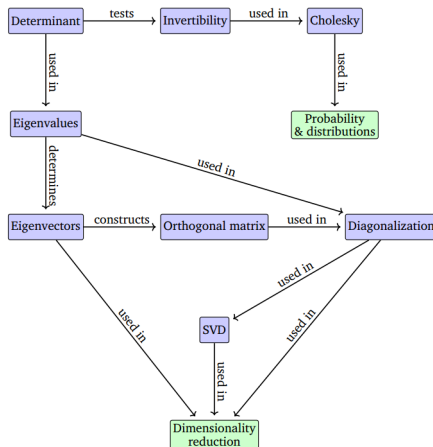 Determinant
tests
Invertibility
used in
Cholesky
used in
used in
Probability
& distributions
Eigenvalues
determines
used in
Eigenvectors
constructs
Orthogonal matrix
used in
Diagonalization
used in
used in
used in
SVD
used in
Dimensionality
reduction